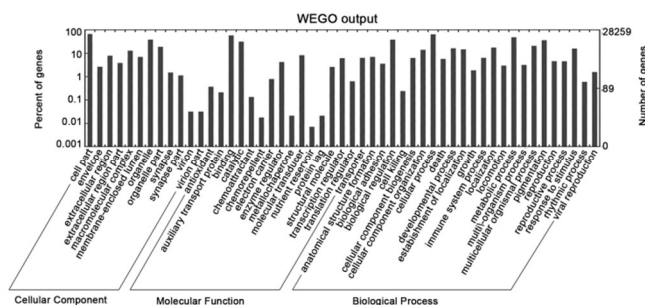 WEGO output
Percent of genes
100
10
1
0.1
0.01
0.001
28259
89
0
Number of genes
cell part
envelope
extracellular region
extracellular region part
macromolecular complex
membrane-enclosed lumen
organelle
organelle part
synapse
synapse part
virion
virion part
antioxidant
auxiliary transport protein
binding
catalytic
chemoattractant
chemorepellent
electron carrier
enzyme regulator
metallochaperone
molecular transducer
nutrient reservoir
protein tag
structural molecule
transcription regulator
translation regulator
transporter
anatomical structure formation
biological adhesion
biological regulation
cell killing
cellular component biogenesis
cellular component organization
cellular process
death
developmental process
establishment of localization
growth
immune system process
localization
locomotion
metabolic process
multi-organism process
multicellular organismal process
pigmentation
reproduction
reproductive process
response to stimulus
rhythmic process
viral reproduction
Cellular Component
Molecular Function
Biological Process